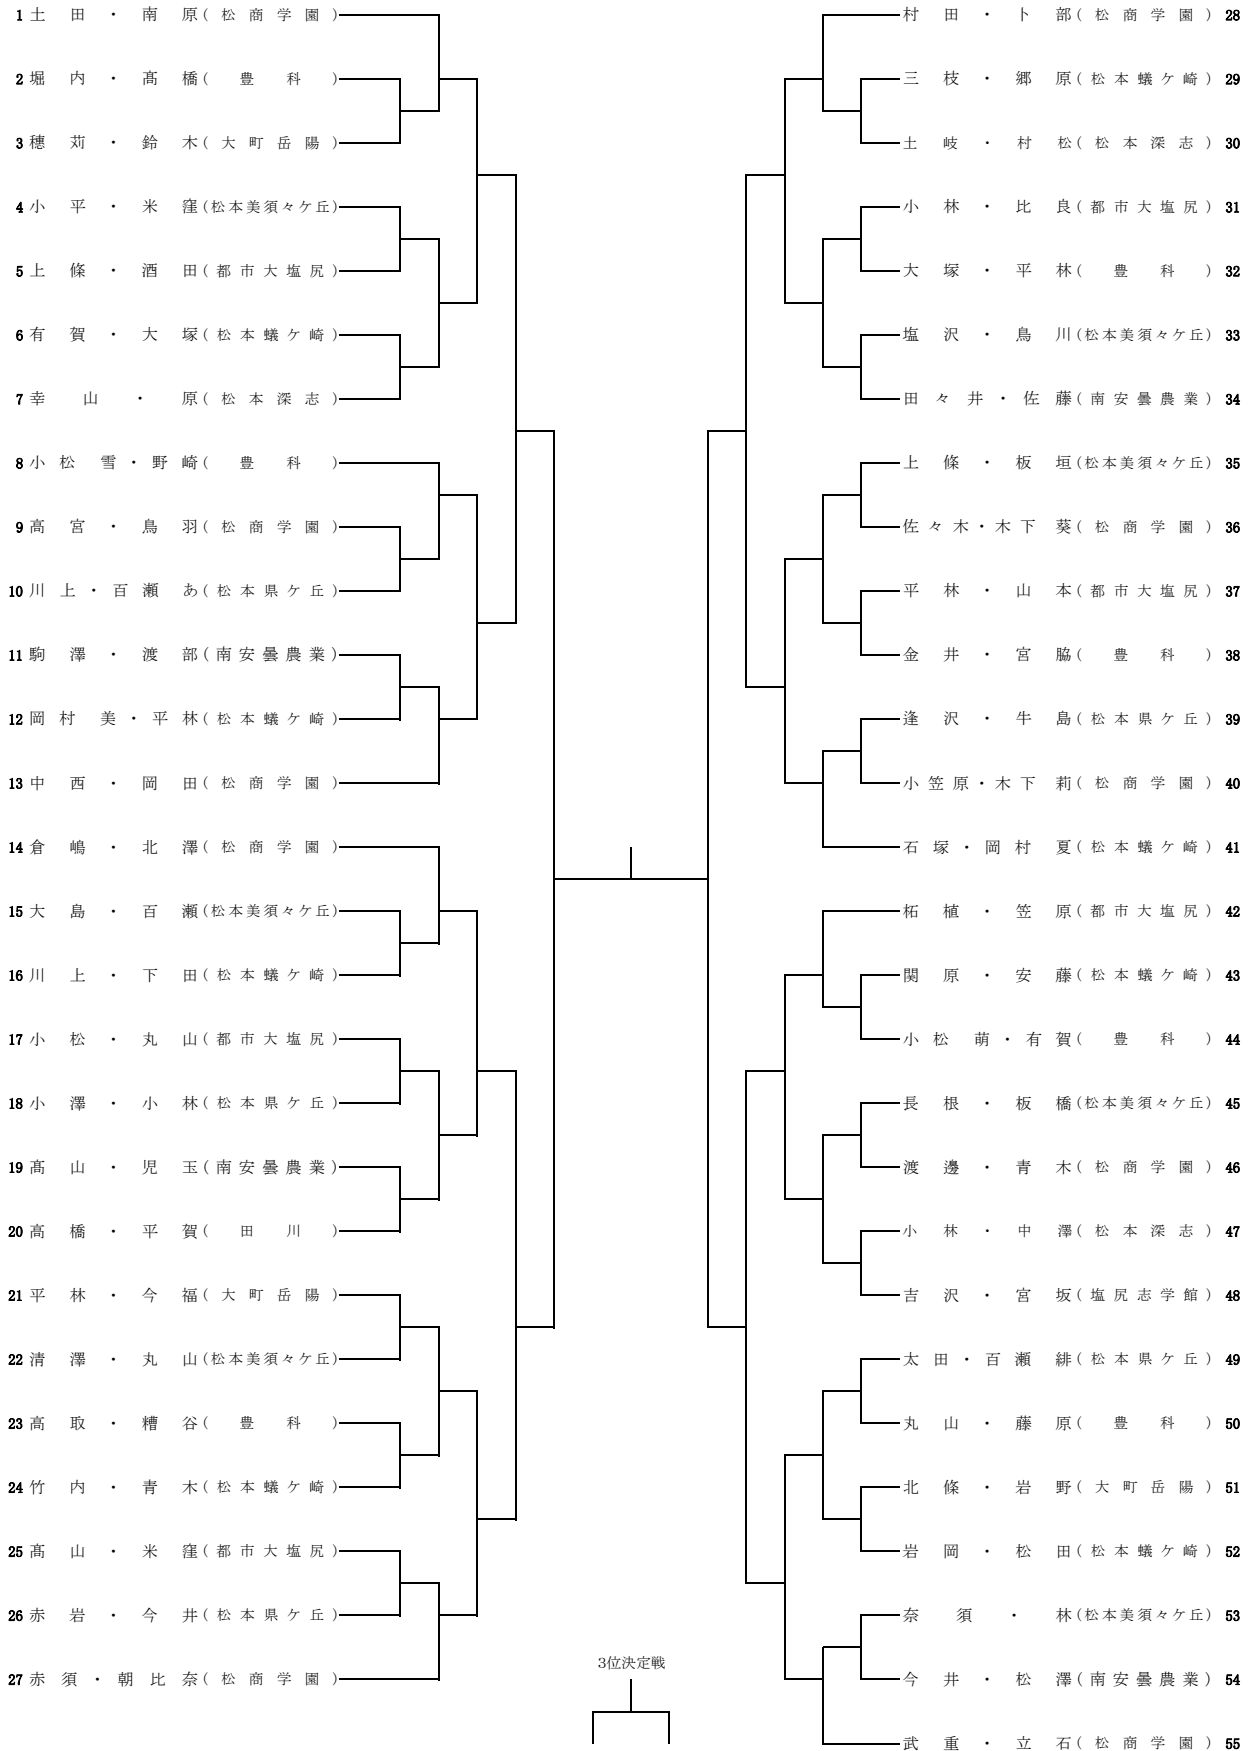 1 土田・南原(松商学園)
2 堀内・髙橋(豊科)
3 穂苅・鈴木(大町岳陽)
4 小平・米窪(松本美須々ケ丘)
5 上條・酒田(都市大塩尻)
6 有賀・大塚(松本蟻ケ崎)
7 幸山・原(松本深志)
8 小松雪・野崎(豊科)
9 高宮・鳥羽(松商学園)
10 川上・百瀬あ(松本県ケ丘)
11 駒澤・渡部(南安曇農業)
12 岡村美・平林(松本蟻ケ崎)
13 中西・岡田(松商学園)
14 倉嶋・北澤(松商学園)
15 大島・百瀬(松本美須々ケ丘)
16 川上・下田(松本蟻ケ崎)
17 小松・丸山(都市大塩尻)
18 小澤・小林(松本県ケ丘)
19 髙山・児玉(南安曇農業)
20 高橋・平賀(田川)
21 平林・今福(大町岳陽)
22 清澤・丸山(松本美須々ケ丘)
23 高取・糟谷(豊科)
24 竹内・青木(松本蟻ケ崎)
25 髙山・米窪(都市大塩尻)
26 赤岩・今井(松本県ケ丘)
27 赤須・朝比奈(松商学園)
3位決定戦
村田・卜部(松商学園) 28
三枝・郷原(松本蟻ケ崎) 29
土岐・村松(松本深志) 30
小林・比良(都市大塩尻) 31
大塚・平林(豊科) 32
塩沢・鳥川(松本美須々ケ丘) 33
田々井・佐藤(南安曇農業) 34
上條・板垣(松本美須々ケ丘) 35
佐々木・木下葵(松商学園) 36
平林・山本(都市大塩尻) 37
金井・宮脇(豊科) 38
逢沢・牛島(松本県ケ丘) 39
小笠原・木下莉(松商学園) 40
石塚・岡村夏(松本蟻ケ崎) 41
柘植・笠原(都市大塩尻) 42
関原・安藤(松本蟻ケ崎) 43
小松萌・有賀(豊科) 44
長根・板橋(松本美須々ケ丘) 45
渡邊・青木(松商学園) 46
小林・中澤(松本深志) 47
吉沢・宮坂(塩尻志学館) 48
太田・百瀬緋(松本県ケ丘) 49
丸山・藤原(豊科) 50
北條・岩野(大町岳陽) 51
岩岡・松田(松本蟻ケ崎) 52
奈須・林(松本美須々ケ丘) 53
今井・松澤(南安曇農業) 54
武重・立石(松商学園) 55